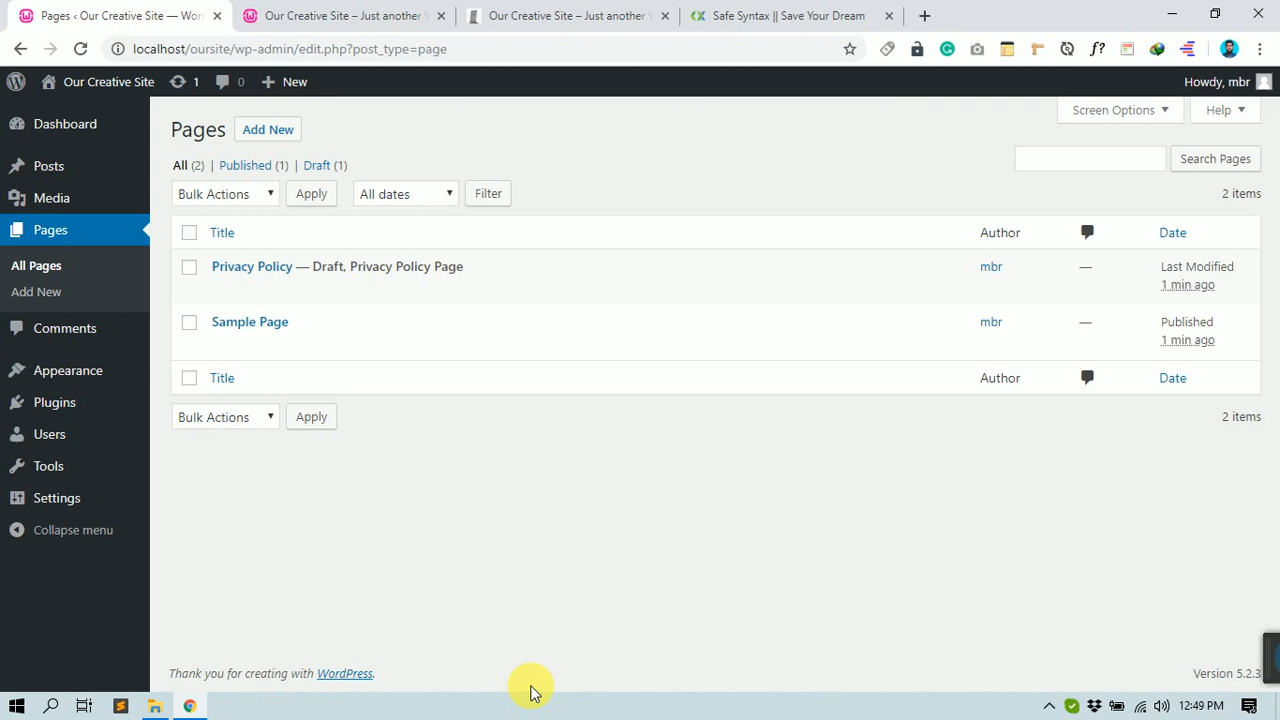 Pages ‹ Our Creative Site — Wor
Our Creative Site – Just another
Our Creative Site – Just another
Safe Syntax || Save Your Dream
localhost/oursite/wp-admin/edit.php?post_type=page
f?
Our Creative Site
1
0
New
Howdy, mbr
Dashboard
Posts
Media
Pages
All Pages
Add New
Comments
Appearance
Plugins
Users
Tools
Settings
Collapse menu
Screen Options
Help
Pages
Add New
All (2) | Published (1) | Draft (1)
Search Pages
Bulk Actions
Apply
All dates
Filter
2 items
Title
Author
Date
Privacy Policy — Draft, Privacy Policy Page
mbr
—
Last Modified
1 min ago
Sample Page
mbr
—
Published
1 min ago
Title
Author
Date
Bulk Actions
Apply
2 items
Thank you for creating with WordPress.
Version 5.2.3
12:49 PM